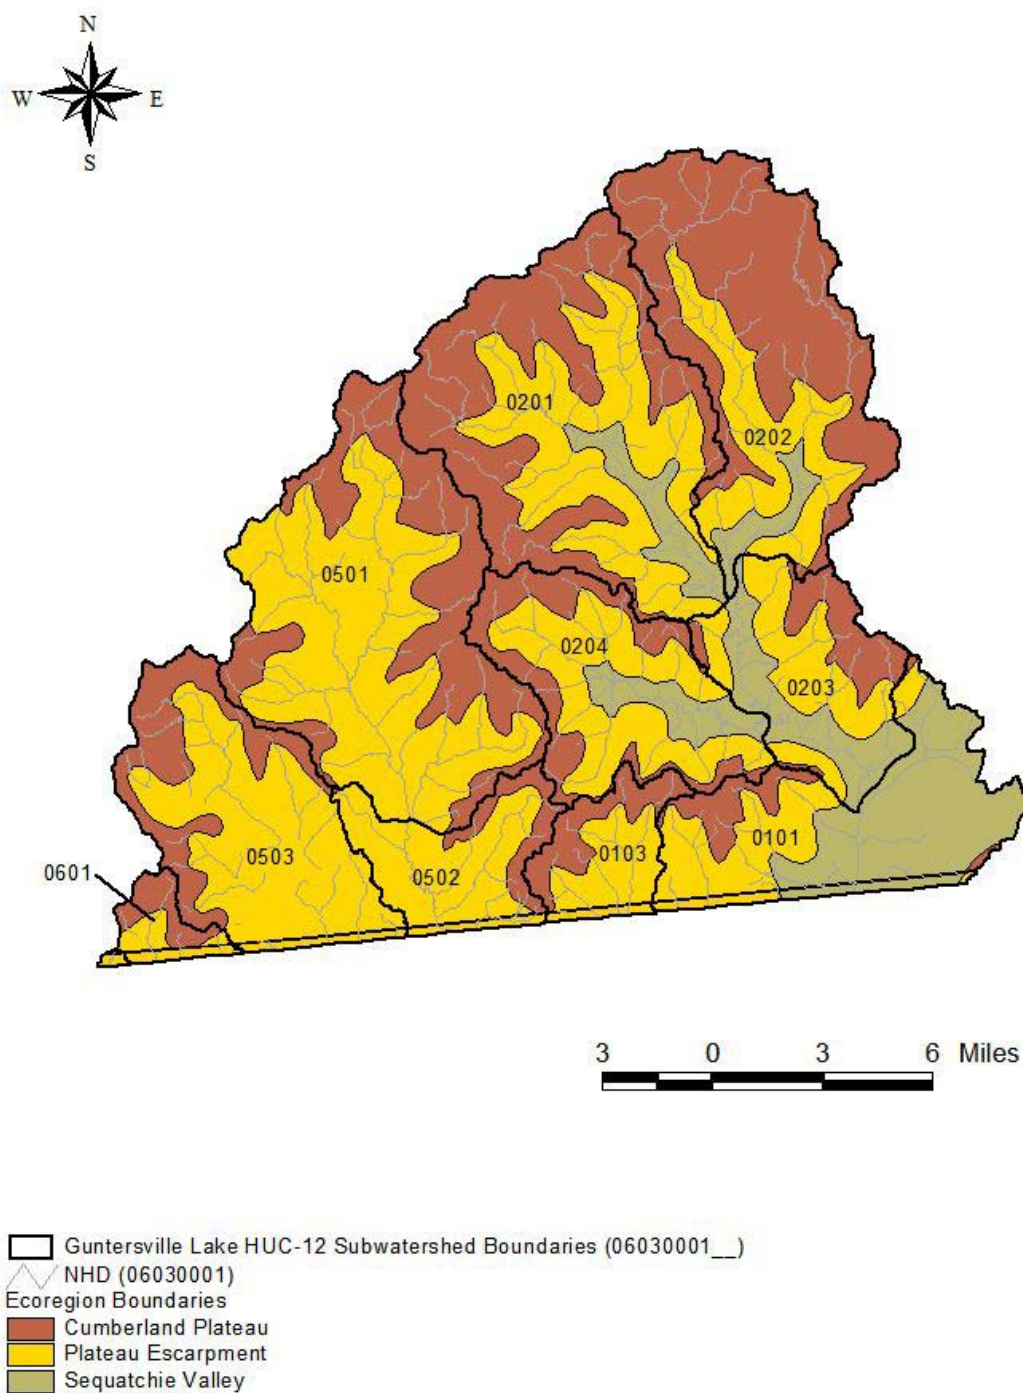 N
W E
S
0201
0202
0501
0204
0203
0101
0103
0503
0502
0601
3 0 3 6 Miles
Guntersville Lake HUC-12 Subwatershed Boundaries (06030001__)
NHD (06030001)
Ecoregion Boundaries
Cumberland Plateau
Plateau Escarpment
Sequatchie Valley